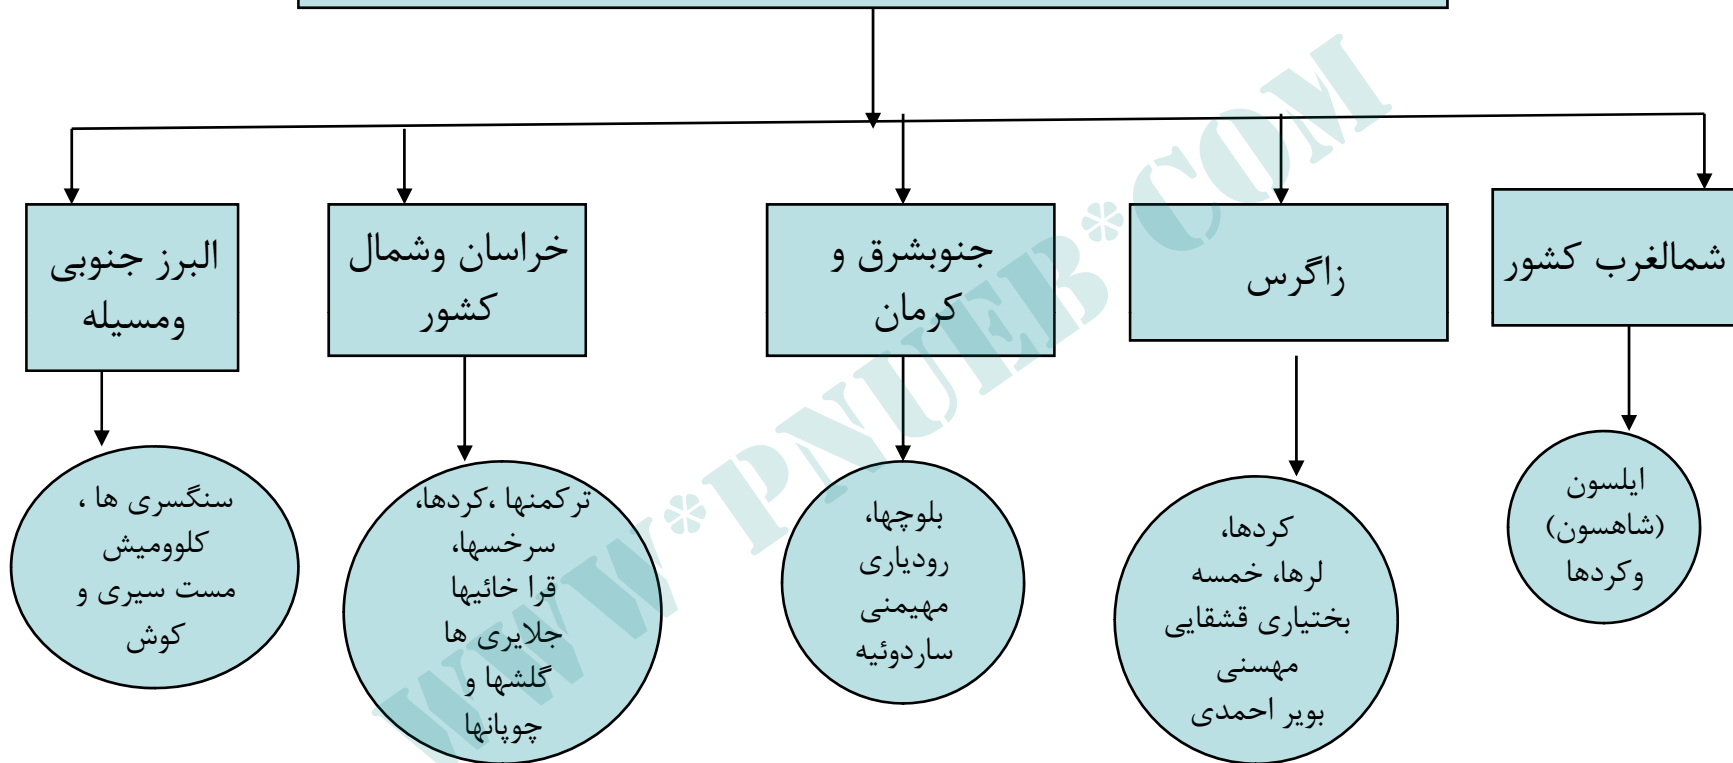 شمالغرب کشور
زاگرس
جنوبشرق و
کرمان
خراسان وشمال
کشور
البرز جنوبی
ومسیله
ایلسون
(شاهسون)
وکردها
کردها،
لرها، خمسه
بختیاری قشقایی
مهسنی
بویر احمدی
بلوچها،
رودیاری
مهیمنی
ساردوئیه
ترکمنها ،کردها،
سرخسها،
قرا خائیها
جلایری ها
گلشها و
چوپانها
سنگسری ها ،
کلوومیش
مست سیری و
کوش
WWW*PNUEB*COM